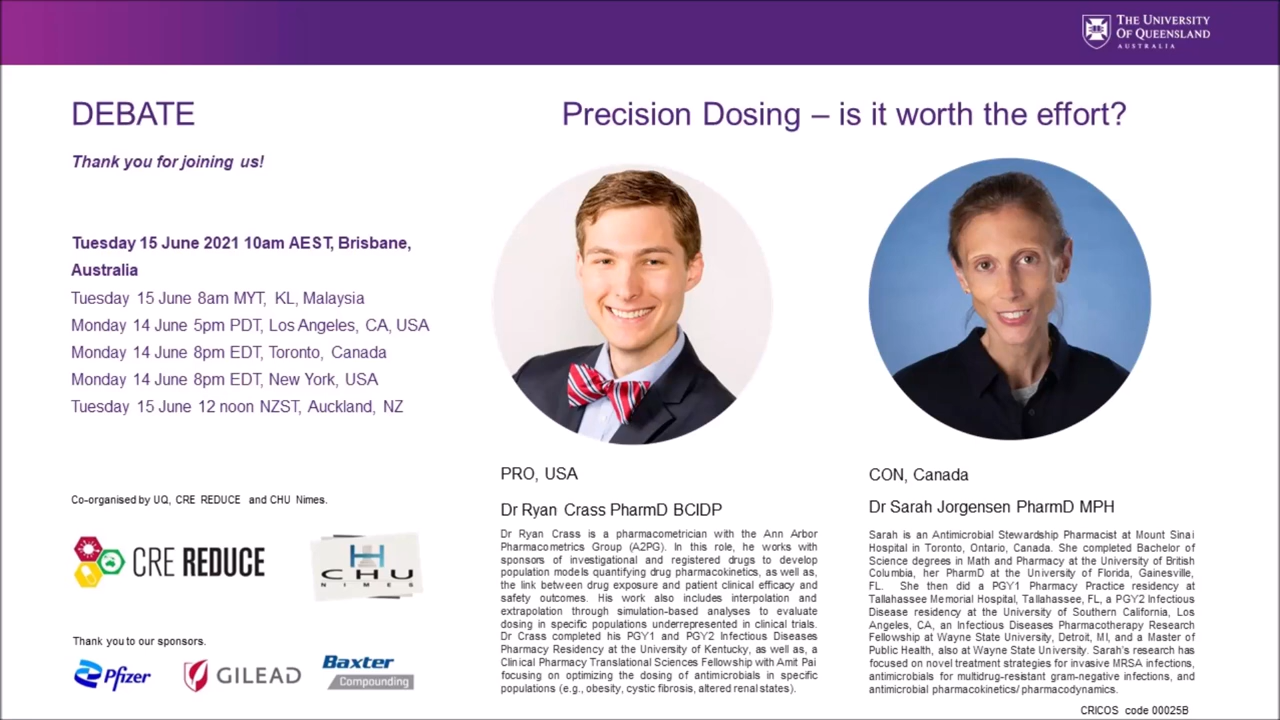 THE UNIVERSITY
OF QUEENSLAND
AUSTRALIA
DEBATE
Thank you for joining us!
Tuesday 15 June 2021 10am AEST, Brisbane,
Australia
Tuesday 15 June 8am MYT, KL, Malaysia
Monday 14 June 5pm PDT, Los Angeles, CA, USA
Monday 14 June 8pm EDT, Toronto, Canada
Monday 14 June 8pm EDT, New York, USA
Tuesday 15 June 12 noon NZST, Auckland, NZ
Co-organised by UQ, CRE REDUCE and CHU Nimes.
CRE REDUCE
H
CHU
NIMES
Thank you to our sponsors.
Pfizer
GILEAD
Baxter
Compounding
Precision Dosing – is it worth the effort?
PRO, USA
Dr Ryan Crass PharmD BCIDP
Dr Ryan Crass is a pharmacometrician with the Ann Arbor
Pharmacometrics Group (A2PG). In this role, he works with
sponsors of investigational and registered drugs to develop
population models quantifying drug pharmacokinetics, as well as,
the link between drug exposure and patient clinical efficacy and
safety outcomes. His work also includes interpolation and
extrapolation through simulation-based analyses to evaluate
dosing in specific populations underrepresented in clinical trials.
Dr Crass completed his PGY1 and PGY2 Infectious Diseases
Pharmacy Residency at the University of Kentucky, as well as, a
Clinical Pharmacy Translational Sciences Fellowship with Amit Pai
focusing on optimizing the dosing of antimicrobials in specific
populations (e.g., obesity, cystic fibrosis, altered renal states).
CON, Canada
Dr Sarah Jorgensen PharmD MPH
Sarah is an Antimicrobial Stewardship Pharmacist at Mount Sinai
Hospital in Toronto, Ontario, Canada. She completed Bachelor of
Science degrees in Math and Pharmacy at the University of British
Columbia, her PharmD at the University of Florida, Gainesville,
FL. She then did a PGY1 Pharmacy Practice residency at
Tallahassee Memorial Hospital, Tallahassee, FL, a PGY2 Infectious
Disease residency at the University of Southern California, Los
Angeles, CA, an Infectious Diseases Pharmacotherapy Research
Fellowship at Wayne State University, Detroit, MI, and a Master of
Public Health, also at Wayne State University. Sarah's research has
focused on novel treatment strategies for invasive MRSA infections,
antimicrobials for multidrug-resistant gram-negative infections, and
antimicrobial pharmacokinetics/ pharmacodynamics.
CRICOS code 00025B